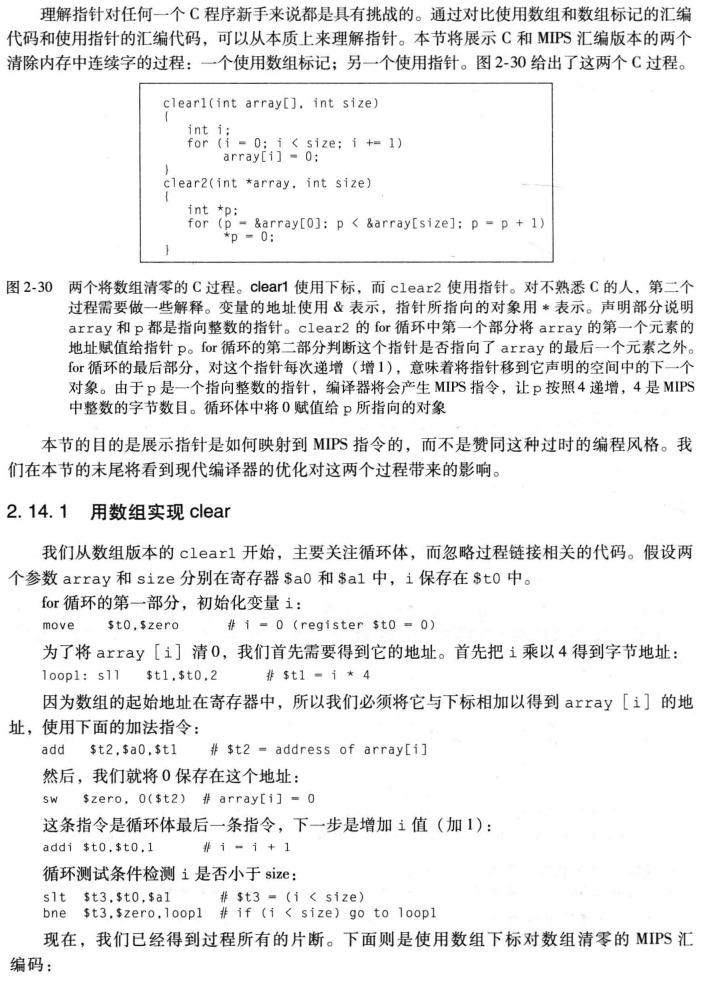 理解指针对任何一个 C 程序新手来说都是具有挑战的。通过对比使用数组和数组标记的汇编
代码和使用指针的汇编代码，可以从本质上来理解指针。本节将展示 C 和 MIPS 汇编版本的两个
清除内存中连续字的过程：一个使用数组标记；另一个使用指针。图 2-30 给出了这两个 C 过程。
clear1(int array[], int size)
{
int i;
for (i = 0; i < size; i += 1)
array[i] = 0;
}
clear2(int *array, int size)
{
int *p;
for (p = &array[0]; p < &array[size]; p = p + 1)
*p = 0;
}
图 2-30 两个将数组清零的 C 过程。clear1 使用下标，而 clear2 使用指针。对不熟悉 C 的人，第二个
过程需要做一些解释。变量的地址使用 & 表示，指针所指向的对象用 * 表示。声明部分说明
array 和 p 都是指向整数的指针。clear2 的 for 循环中第一个部分将 array 的第一个元素的
地址赋值给指针 p。for 循环的第二部分判断这个指针是否指向了 array 的最后一个元素之外。
for 循环的最后部分，对这个指针每次递增（增1），意味着将指针移到它声明的空间中的下一个
对象。由于 p 是一个指向整数的指针，编译器将会产生 MIPS 指令，让 p 按照 4 递增，4 是 MIPS
中整数的字节数目。循环体中将 0 赋值给 p 所指向的对象
本节的目的是展示指针是如何映射到 MIPS 指令的，而不是赞同这种过时的编程风格。我
们在本节的末尾将看到现代编译器的优化对这两个过程带来的影响。
2.14.1 用数组实现 clear
我们从数组版本的 clear1 开始，主要关注循环体，而忽略过程链接相关的代码。假设两
个参数 array 和 size 分别在寄存器 $a0 和 $a1 中，i 保存在 $t0 中。
for 循环的第一部分，初始化变量 i：
move $t0,$zero # i = 0 (register $t0 = 0)
为了将 array [i] 清 0，我们首先需要得到它的地址。首先把 i 乘以 4 得到字节地址：
loop1: sll $t1,$t0,2 # $t1 = i * 4
因为数组的起始地址在寄存器中，所以我们必须将它与下标相加以得到 array [i] 的地
址，使用下面的加法指令：
add $t2,$a0,$t1 # $t2 = address of array[i]
然后，我们就将 0 保存在这个地址：
sw $zero, 0($t2) # array[i] = 0
这条指令是循环体最后一条指令，下一步是增加 i 值（加 1）：
addi $t0,$t0,1 # i = i + 1
循环测试条件检测 i 是否小于 size：
slt $t3,$t0,$a1 # $t3 = (i < size)
bne $t3,$zero,loop1 # if (i < size) go to loop1
现在，我们已经得到过程所有的片断。下面则是使用数组下标对数组清零的 MIPS 汇
编码：